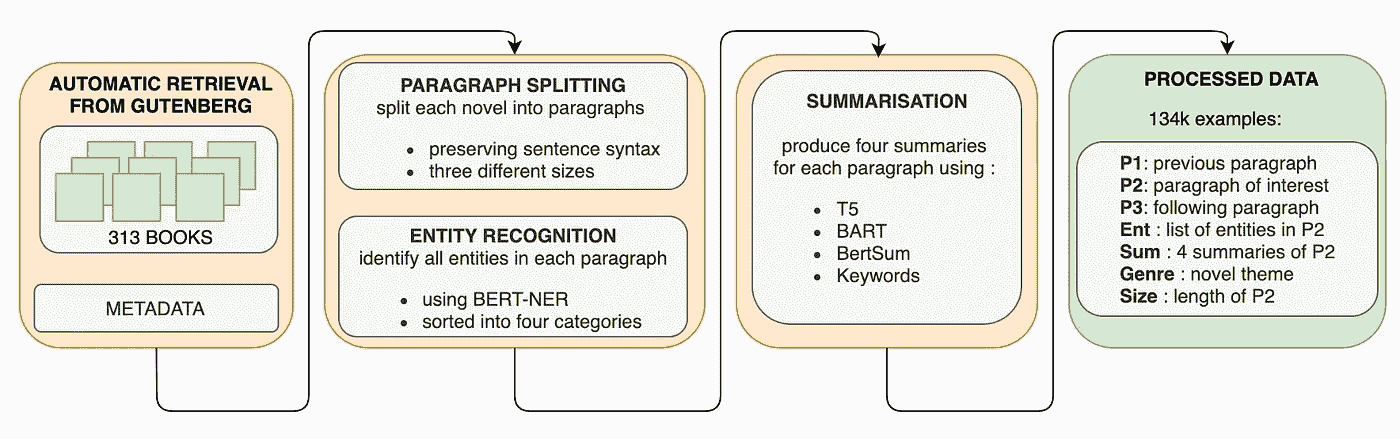 AUTOMATIC RETRIEVAL
FROM GUTENBERG
313 BOOKS
METADATA
PARAGRAPH SPLITTING
split each novel into paragraphs
• preserving sentence syntax
• three different sizes
ENTITY RECOGNITION
identify all entities in each paragraph
• using BERT-NER
• sorted into four categories
SUMMARISATION
produce four summaries
for each paragraph using :
• T5
• BART
• BertSum
• Keywords
PROCESSED DATA
134k examples:
P1: previous paragraph
P2: paragraph of interest
P3: following paragraph
Ent : list of entities in P2
Sum : 4 summaries of P2
Genre : novel theme
Size : length of P2